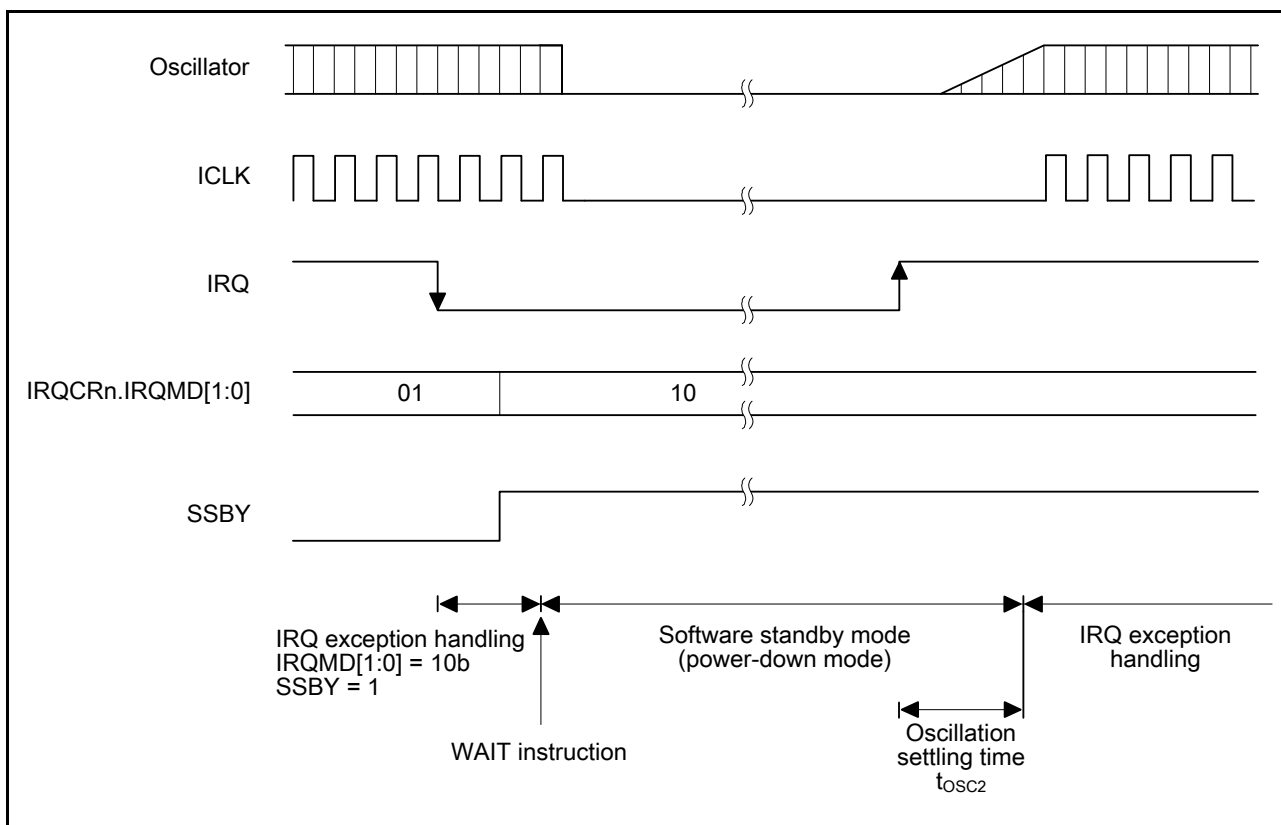 Oscillator
ICLK
IRQ
IRQCRn.IRQMD[1:0]
01
10
SSBY
IRQ exception handling
IRQMD[1:0] = 10b
SSBY = 1
WAIT instruction
Software standby mode
(power-down mode)
Oscillation
settling time
tOSC2
IRQ exception
handling